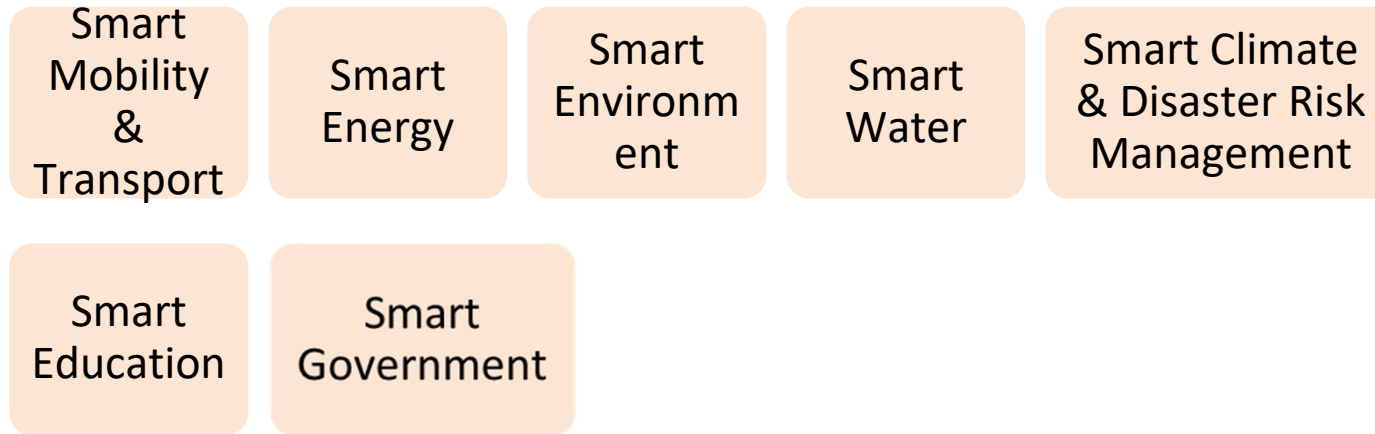 Smart
Mobility
&
Transport
Smart
Energy
Smart
Environm
ent
Smart
Water
Smart Climate
& Disaster Risk
Management
Smart
Education
Smart
Government